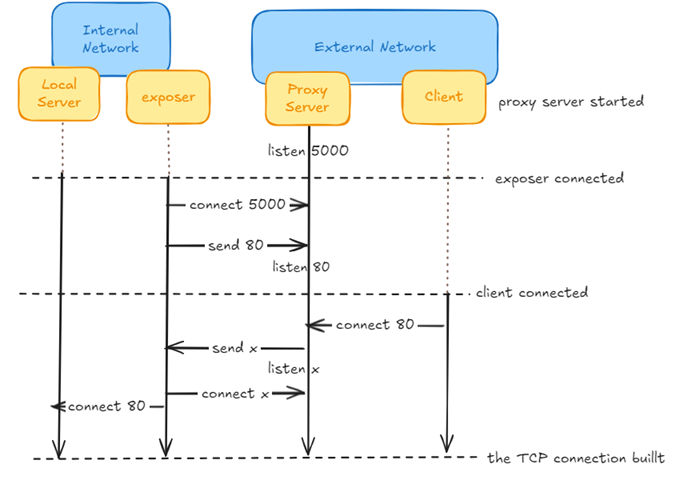 Internal
Network
External Network
Local
Server
exposer
Proxy
Server
Client
proxy server started
listen 5000
exposer connected
connect 5000
send 80
listen 80
client connected
connect 80
send x
listen x
connect x
connect 80
the TCP connection buillt